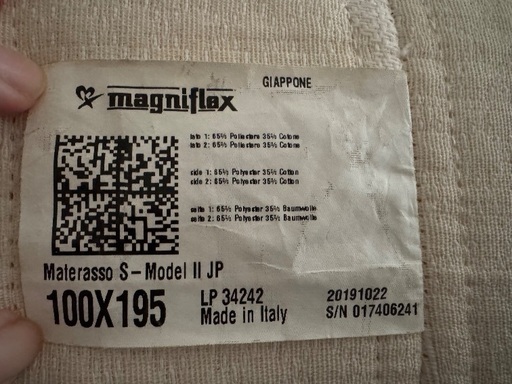 GIAPPONE
magniflex
lato 1: 65% Poliestere 35% Cotone
lato 2: 65% Poliestere 35% Cotone
side 1: 65% Polyester 35% Cotton
side 2: 65% Polyester 35% Cotton
seite 1: 65% Polyester 35% Baumwolle
seite 2: 65% Polyester 35% Baumwolle
Materasso S-Model II JP
100X195
LP 34242
Made in Italy
20191022
S/N 017406241